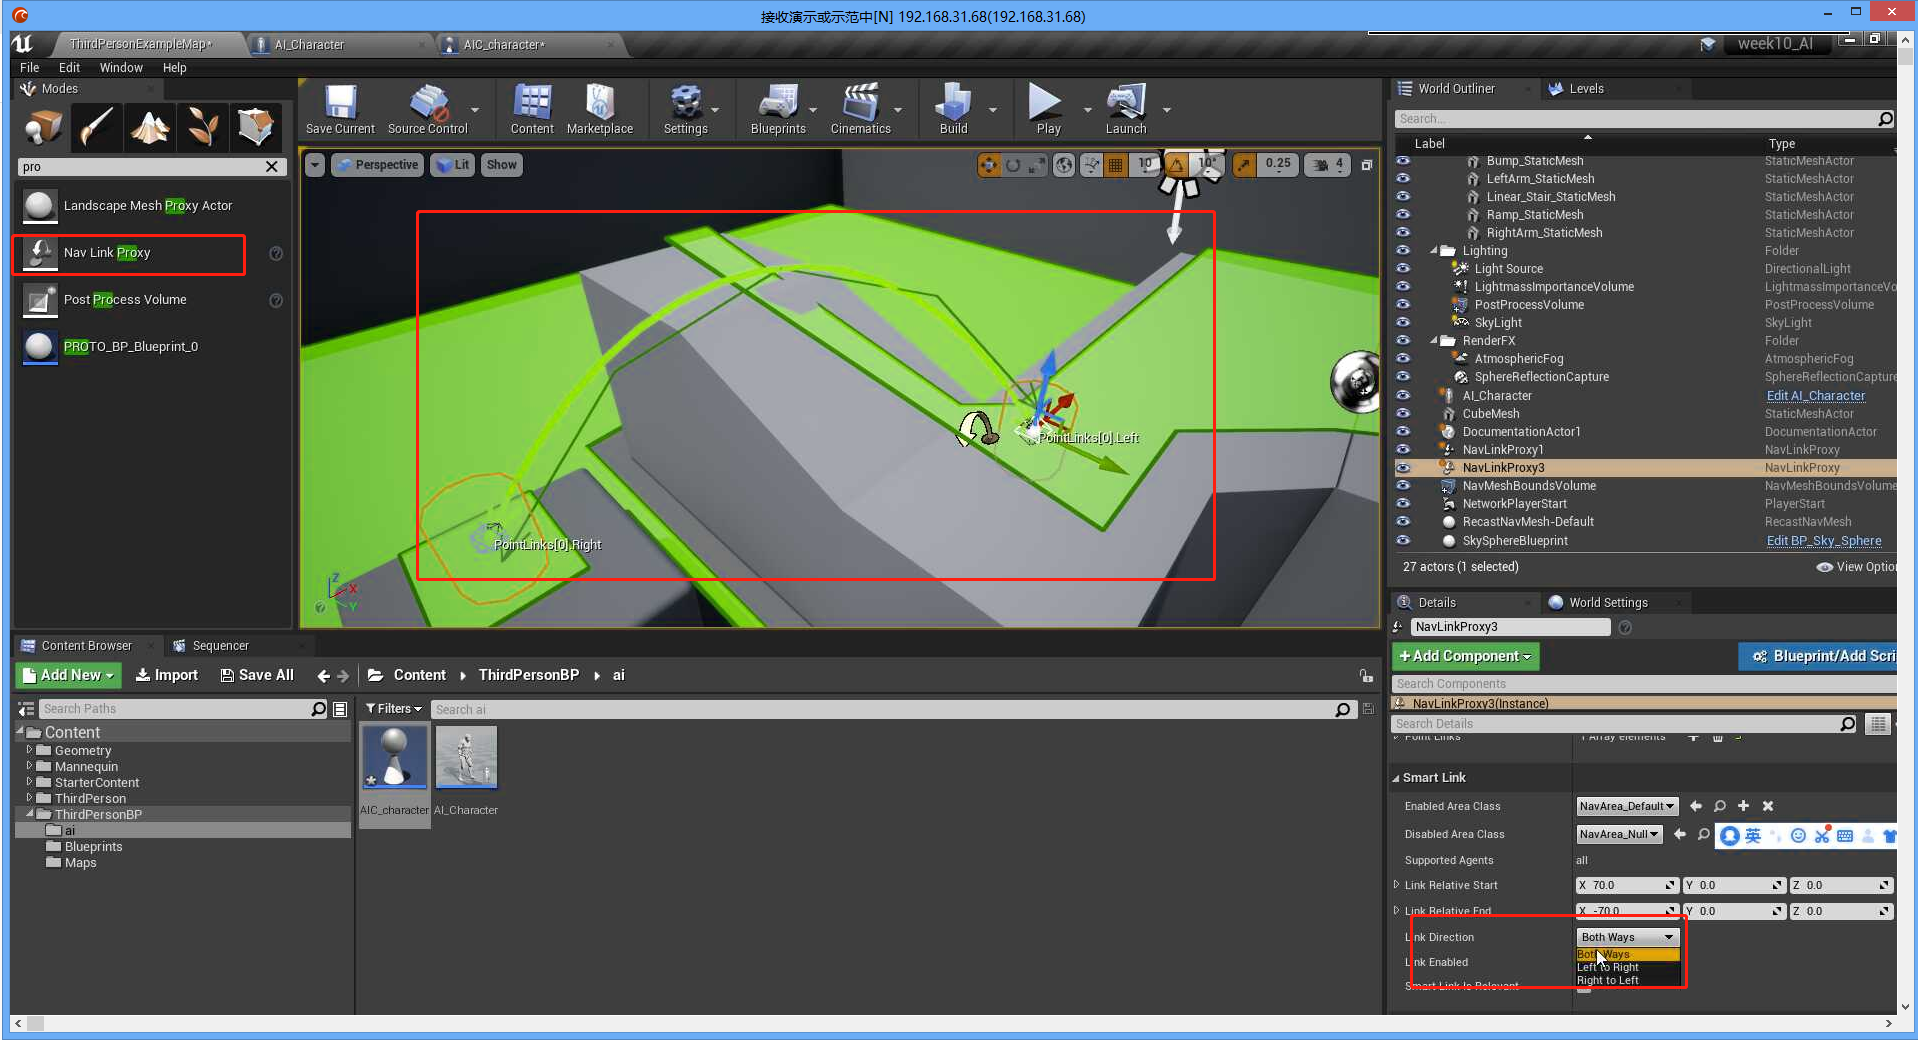 接收演示或示范中[N] 192.168.31.68(192.168.31.68)
ThirdPersonExampleMap*
AI_Character
AIC_character*
week10_AI
File Edit Window Help
Modes
Save Current
Source Control
Content
Marketplace
Settings
Blueprints
Cinematics
Build
Play
Launch
pro
Landscape Mesh Proxy Actor
Nav Link Proxy
Post Process Volume
PROTO_BP_Blueprint_0
Perspective
Lit
Show
10
10°
0.25
4
PointLinks[0].Left
PointLinks[0].Right
Z
X
Y
World Outliner
Levels
Search...
Label Type
Bump_StaticMesh StaticMeshActor
LeftArm_StaticMesh StaticMeshActor
Linear_Stair_StaticMesh StaticMeshActor
Ramp_StaticMesh StaticMeshActor
RightArm_StaticMesh StaticMeshActor
Lighting Folder
Light Source DirectionalLight
LightmassImportanceVolume LightmassImportanceVo
PostProcessVolume PostProcessVolume
SkyLight SkyLight
RenderFX Folder
AtmosphericFog AtmosphericFog
SphereReflectionCapture SphereReflectionCapture
AI_Character Edit AI_Character
CubeMesh StaticMeshActor
DocumentationActor1 DocumentationActor
NavLinkProxy1 NavLinkProxy
NavLinkProxy3 NavLinkProxy
NavMeshBoundsVolume NavMeshBoundsVolume
NetworkPlayerStart PlayerStart
RecastNavMesh-Default RecastNavMesh
SkySphereBlueprint Edit BP_Sky_Sphere
27 actors (1 selected)
View Optio
Details
World Settings
NavLinkProxy3
+Add Component
Blueprint/Add Scri
Search Components
NavLinkProxy3(Instance)
Search Details
Point Links 1 Array elements
Smart Link
Enabled Area Class NavArea_Default
Disabled Area Class NavArea_Null
英
Supported Agents all
Link Relative Start X 70.0 Y 0.0 Z 0.0
Link Relative End X -70.0 Y 0.0 Z 0.0
Link Direction Both Ways
Both Ways
Link Enabled
Left to Right
Right to Left
Smart Link Is Relevant
Content Browser
Sequencer
Add New
Import
Save All
Content
ThirdPersonBP
ai
Search Paths
Filters
Search ai
Content
Geometry
Mannequin
StarterContent
ThirdPerson
ThirdPersonBP
ai
Blueprints
Maps
AIC_character
AI_Character